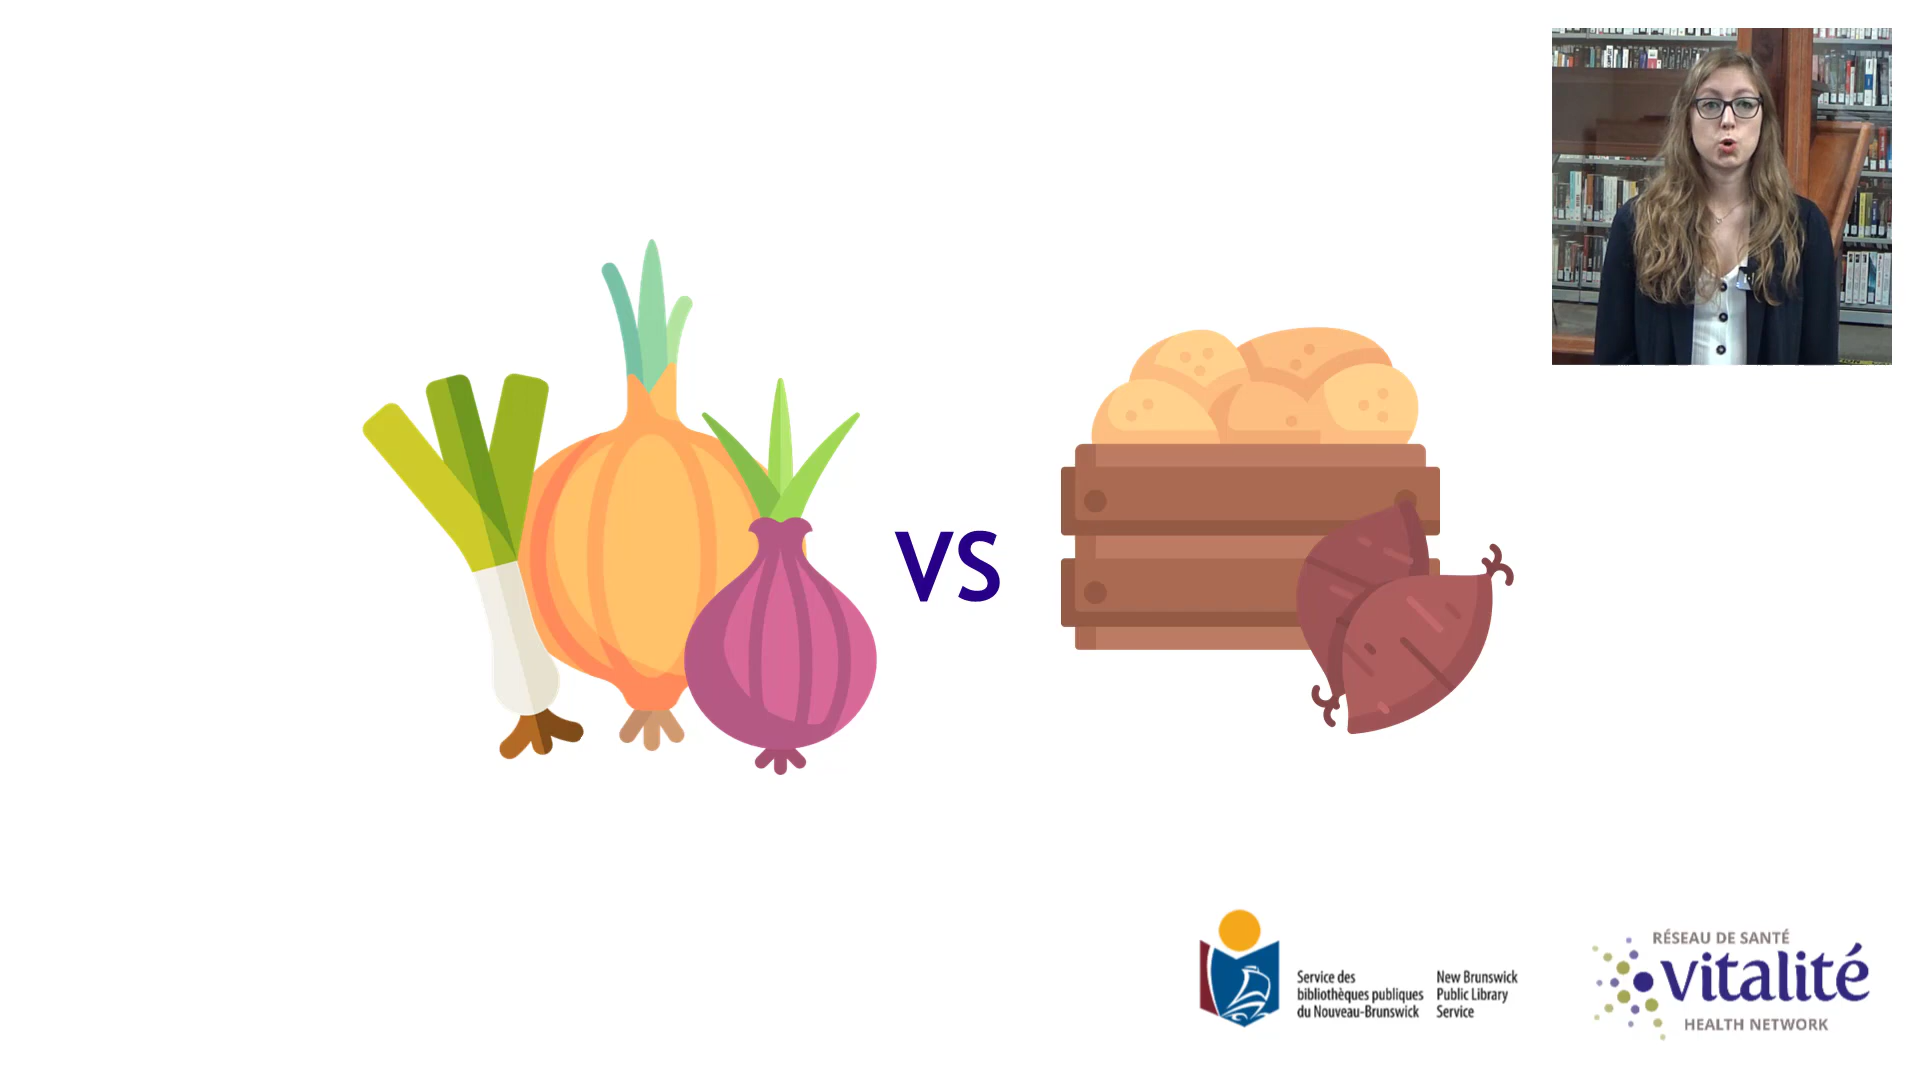 VS
Service des
bibliothèques publiques
du Nouveau-Brunswick
New Brunswick
Public Library
Service
RÉSEAU DE SANTÉ
vitalité
HEALTH NETWORK